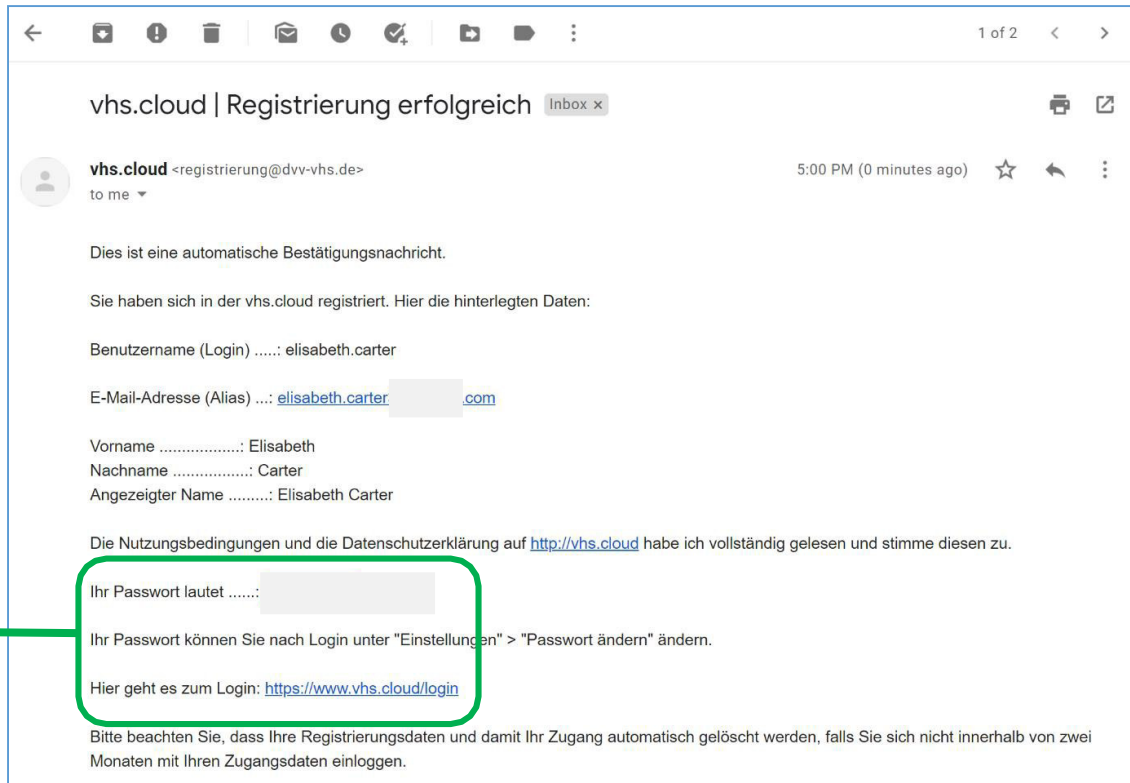 1 of 2
vhs.cloud | Registrierung erfolgreich Inbox x
vhs.cloud <registrierung@dvv-vhs.de> 5:00 PM (0 minutes ago)
to me
Dies ist eine automatische Bestätigungsnachricht.
Sie haben sich in der vhs.cloud registriert. Hier die hinterlegten Daten:
Benutzername (Login) .....: elisabeth.carter
E-Mail-Adresse (Alias) ...: elisabeth.carter .com
Vorname ..................: Elisabeth
Nachname .................: Carter
Angezeigter Name .........: Elisabeth Carter
Die Nutzungsbedingungen und die Datenschutzerklärung auf http://vhs.cloud habe ich vollständig gelesen und stimme diesen zu.
Ihr Passwort lautet ......:
Ihr Passwort können Sie nach Login unter "Einstellungen" > "Passwort ändern" ändern.
Hier geht es zum Login: https://www.vhs.cloud/login
Bitte beachten Sie, dass Ihre Registrierungsdaten und damit Ihr Zugang automatisch gelöscht werden, falls Sie sich nicht innerhalb von zwei
Monaten mit Ihren Zugangsdaten einloggen.